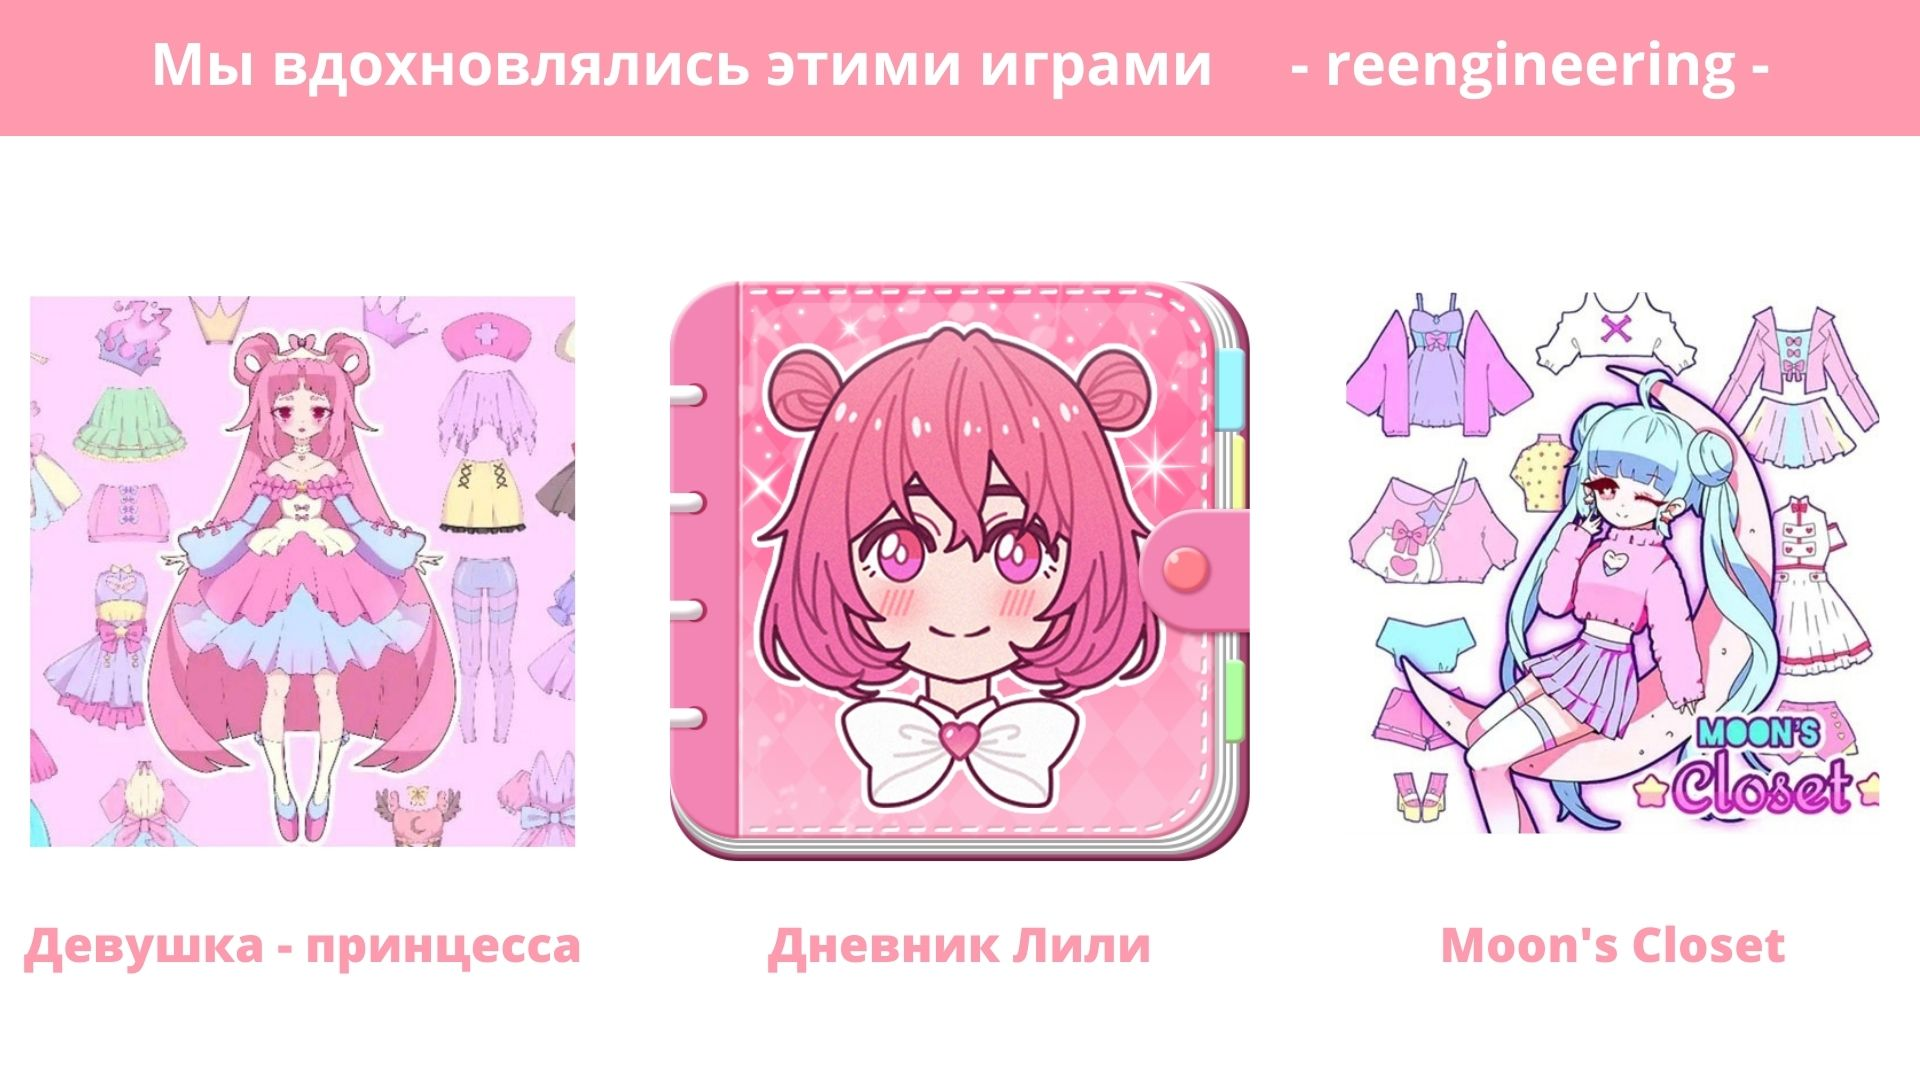 Мы вдохновлялись этими играми - reengineering -
MOON'S
Closet
Девушка - принцесса
Дневник Лили
Moon's Closet